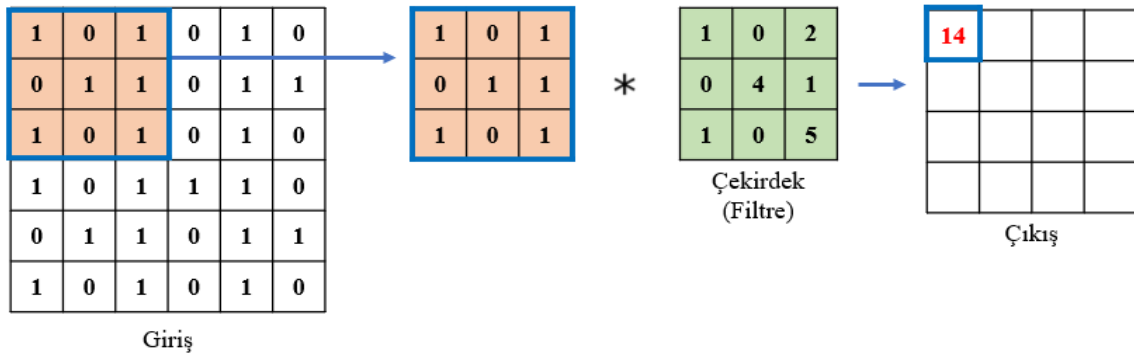 1 0 1 0 1 0
0 1 1 0 1 1
1 0 1 0 1 0
1 0 1 1 1 0
0 1 1 0 1 1
1 0 1 0 1 0
Giriş
1 0 1
0 1 1
1 0 1
*
1 0 2
0 4 1
1 0 5
Çekirdek
(Filtre)
14
Çıkış